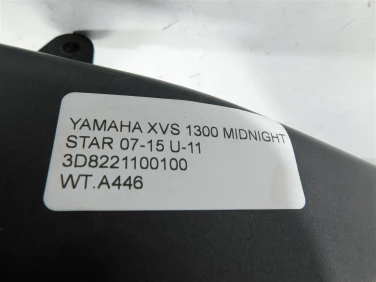 YAMAHA XVS 1300 MIDNIGHT
STAR 07-15 U-11
3D8221100100
WT.A446